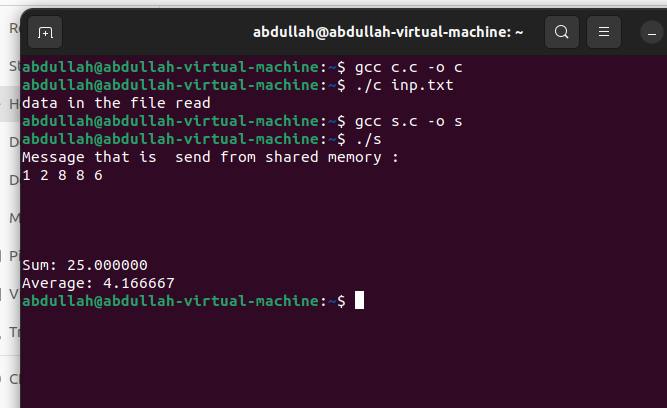 abdullah@abdullah-virtual-machine: ~
abdullah@abdullah-virtual-machine:~$ gcc c.c -o c
abdullah@abdullah-virtual-machine:~$ ./c inp.txt
data in the file read
abdullah@abdullah-virtual-machine:~$ gcc s.c -o s
abdullah@abdullah-virtual-machine:~$ ./s
Message that is  send from shared memory :
1 2 8 8 6
Sum: 25.000000
Average: 4.166667
abdullah@abdullah-virtual-machine:~$